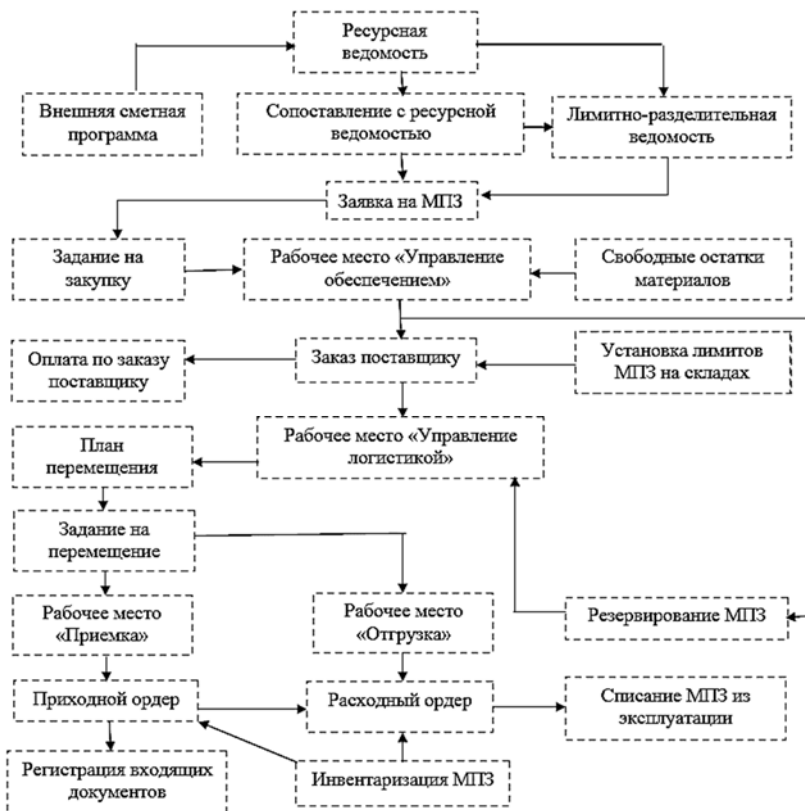 Ресурсная
ведомость
Внешняя сметная
программа
Сопоставление с ресурсной
ведомостью
Лимитно-разделительная
ведомость
Заявка на МПЗ
Задание на
закупку
Рабочее место «Управление
обеспечением»
Свободные остатки
материалов
Оплата по заказу
поставщику
Заказ поставщику
Установка лимитов
МПЗ на складах
План
перемещения
Рабочее место «Управление
логистикой»
Задание на
перемещение
Рабочее место
«Приемка»
Рабочее место
«Отгрузка»
Резервирование МПЗ
Приходной ордер
Расходный ордер
Списание МПЗ из
эксплуатации
Регистрация входящих
документов
Инвентаризация МПЗ